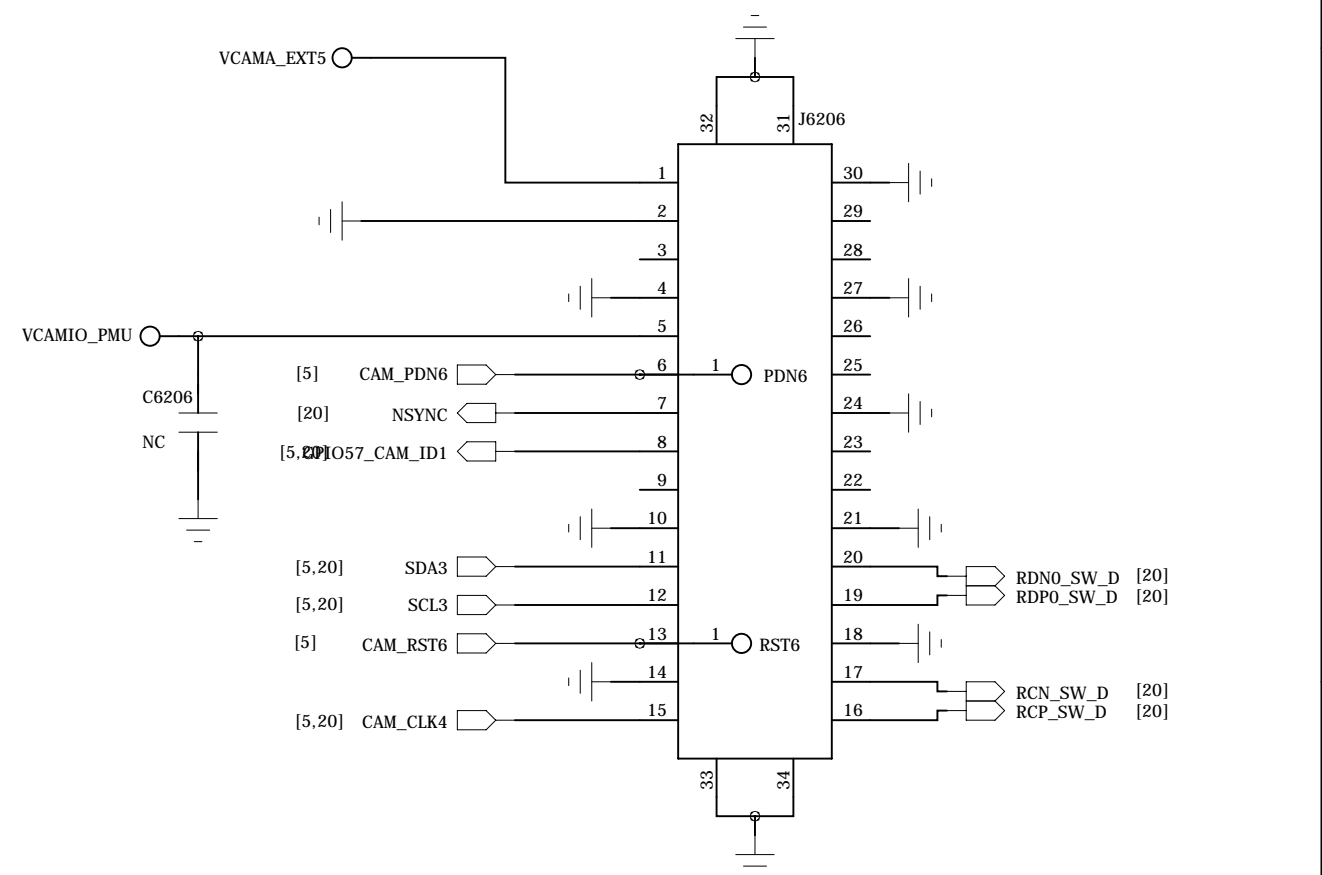 VCAMA_EXT5
32
31
J6206
1
30
2
29
3
28
4
27
VCAMIO_PMU
5
26
[5]
CAM_PDN6
6
1
PDN6
25
C6206
[20]
NSYNC
7
24
NC
[5,20]
GPIO57_CAM_ID1
8
23
9
22
10
21
[5,20]
SDA3
11
20
RDN0_SW_D
[20]
[5,20]
SCL3
12
19
RDP0_SW_D
[20]
[5]
CAM_RST6
13
1
RST6
18
14
17
RCN_SW_D
[20]
[5,20]
CAM_CLK4
15
16
RCP_SW_D
[20]
33
34